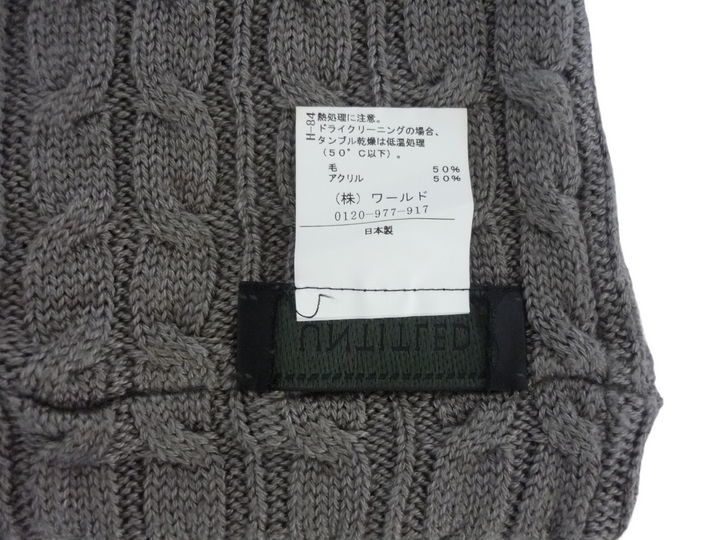 H-84
熱処理に注意。
ドライクリーニングの場合、
タンブル乾燥は低温処理
（50°C以下）。
毛 50%
アクリル 50%
（株）ワールド
0120-977-917
日本製
UNTITLED